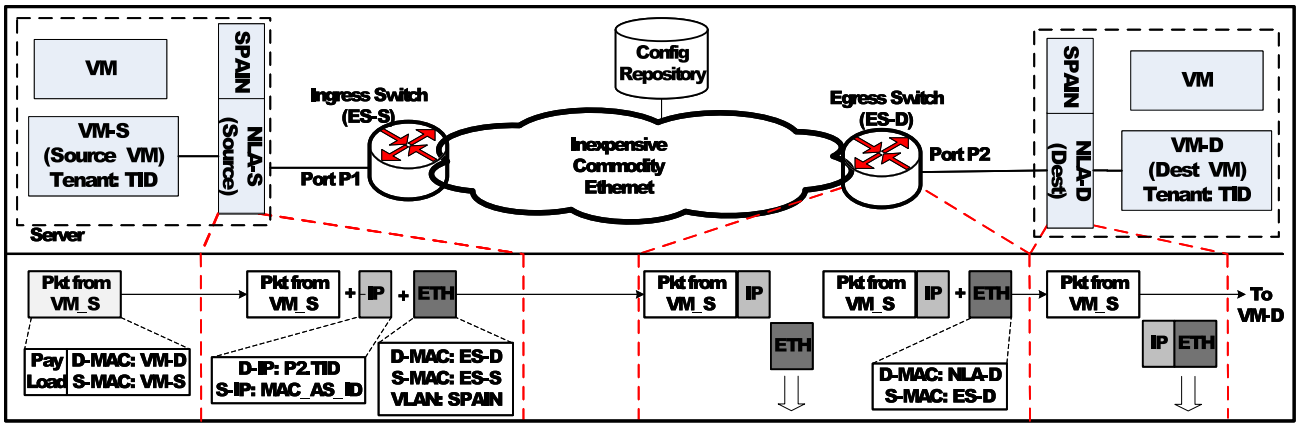 VM
VM-S
(Source VM)
Tenant: TID
SPAIN
NLA-S
(Source)
Server
Port P1
Ingress Switch
(ES-S)
Config
Repository
Inexpensive
Commodity
Ethernet
Egress Switch
(ES-D)
Port P2
SPAIN
NLA-D
(Dest)
VM
VM-D
(Dest VM)
Tenant: TID
Pkt from
VM_S
Pay
Load
D-MAC: VM-D
S-MAC: VM-S
Pkt from
VM_S
+
IP
+
ETH
D-IP: P2.TID
S-IP: MAC_AS_ID
D-MAC: ES-D
S-MAC: ES-S
VLAN: SPAIN
Pkt from
VM_S
IP
ETH
Pkt from
VM_S
IP
+
ETH
D-MAC: NLA-D
S-MAC: ES-D
Pkt from
VM_S
IP
ETH
To
VM-D